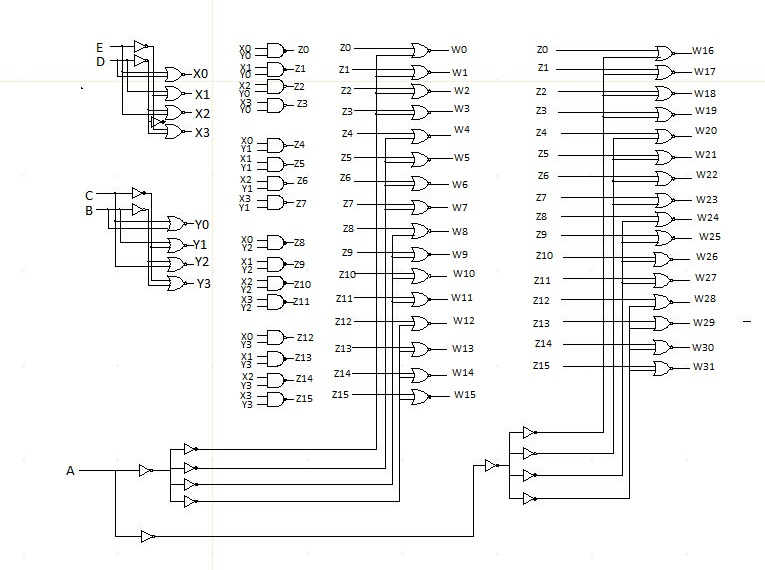 E
D
X0
X1
X2
X3
C
B
Y0
Y1
Y2
Y3
A
X0
Y0
Z0
X1
Y0
Z1
X2
Y0
Z2
X3
Y0
Z3
X0
Y1
Z4
X1
Y1
Z5
X2
Y1
Z6
X3
Y1
Z7
X0
Y2
Z8
X1
Y2
Z9
X2
Y2
Z10
X3
Y2
Z11
X0
Y3
Z12
X1
Y3
Z13
X2
Y3
Z14
X3
Y3
Z15
Z0 W0
Z1 W1
Z2 W2
Z3 W3
Z4 W4
Z5 W5
Z6 W6
Z7 W7
Z8 W8
Z9 W9
Z10 W10
Z11 W11
Z12 W12
Z13 W13
Z14 W14
Z15 W15
Z0 W16
Z1 W17
Z2 W18
Z3 W19
Z4 W20
Z5 W21
Z6 W22
Z7 W23
Z8 W24
Z9 W25
Z10 W26
Z11 W27
Z12 W28
Z13 W29
Z14 W30
Z15 W31